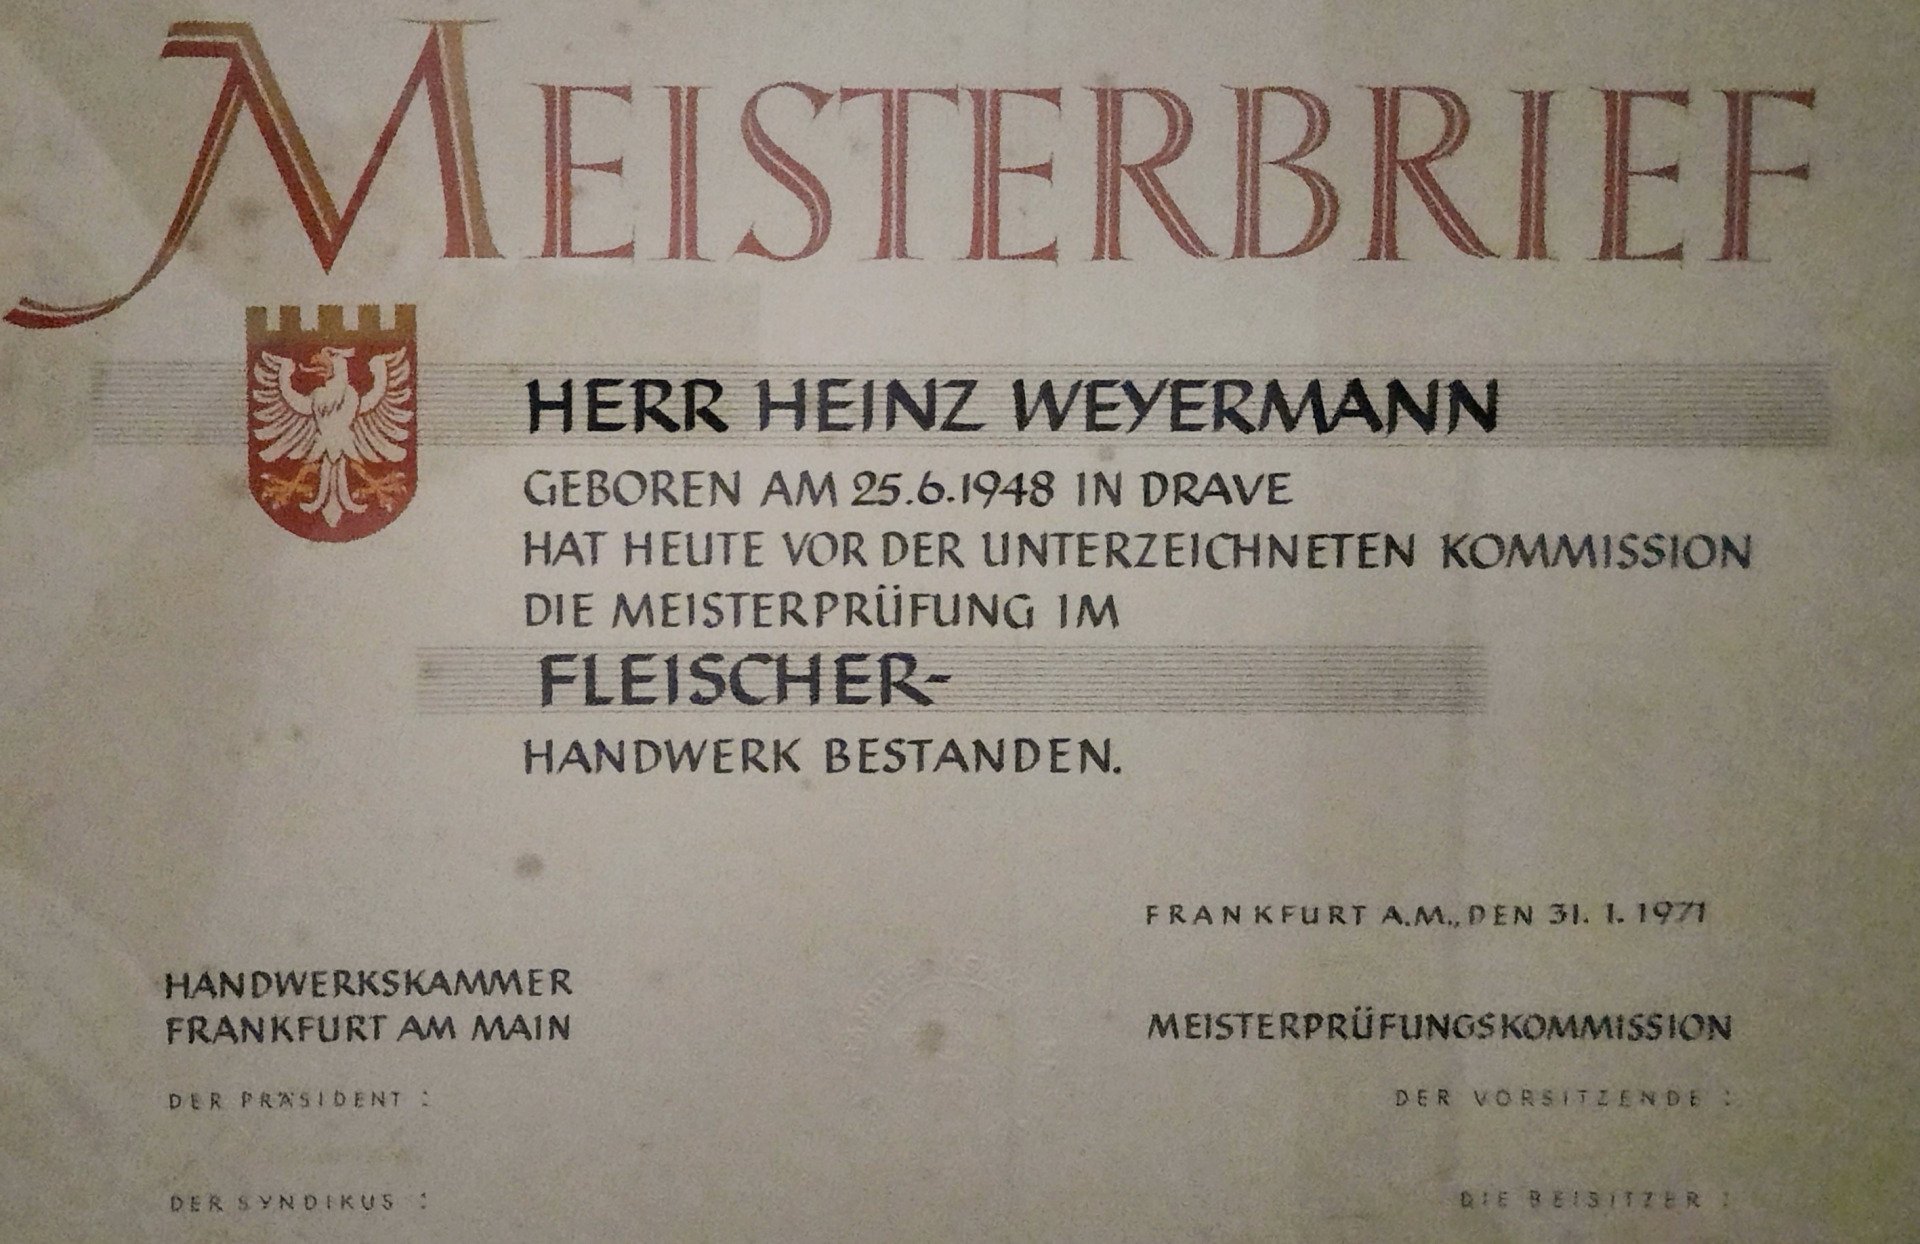 MEISTERBRIEF
HERR HEINZ WEYERMANN
GEBOREN AM 25.6.1948 IN DRAVE
HAT HEUTE VOR DER UNTERZEICHNETEN KOMMISSION
DIE MEISTERPRÜFUNG IM
FLEISCHER-
HANDWERK BESTANDEN.
FRANKFURT A.M., DEN 31. 1. 1971
HANDWERKSKAMMER
FRANKFURT AM MAIN
MEISTERPRÜFUNGSKOMMISSION
DER PRÄSIDENT :
DER VORSITZENDE :
DER SYNDIKUS :
DIE BEISITZER :